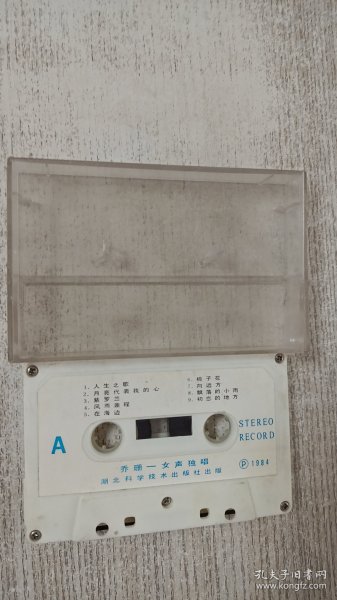 1. 人生之歌
2. 月亮代表我的心
3. 紫罗兰
4. 风雨兼程
5. 在海边
6. 栀子花
7. 向远方
8. 飘落的小雨
9. 初恋的地方
A
STEREO
RECORD
乔珊—女声独唱
湖北科学技术出版社出版
Ⓟ 1984
孔夫子旧书网
www.kongfz.com